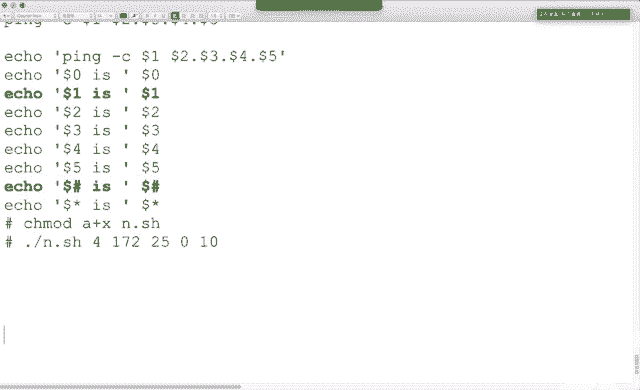 echo 'ping -c $1 $2.$3.$4.$5'
echo '$0 is ' $0
echo '$1 is ' $1
echo '$2 is ' $2
echo '$3 is ' $3
echo '$4 is ' $4
echo '$5 is ' $5
echo '$# is ' $#
echo '$* is ' $*
# chmod a+x n.sh
# ./n.sh 4 172 25 0 10